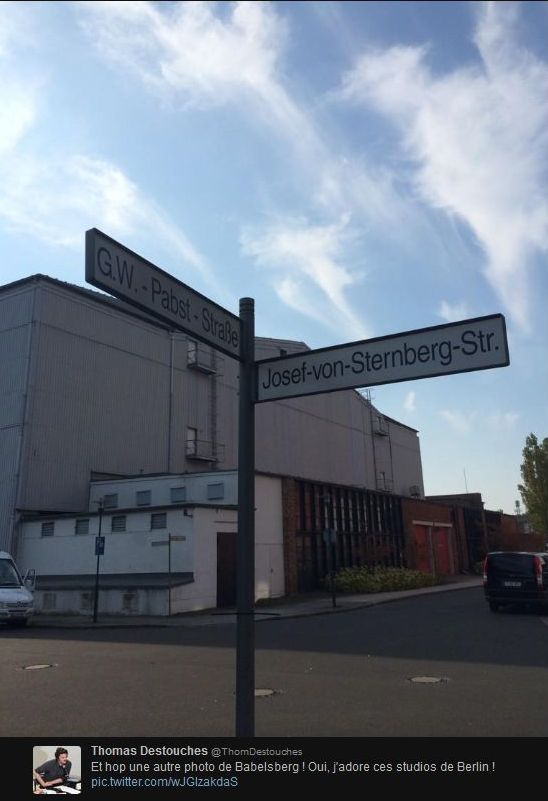 G.W. - Pabst - Straße
Josef-von-Sternberg-Str.
Thomas Destouches @ThomDestouches
Et hop une autre photo de Babelsberg ! Oui, j'adore ces studios de Berlin !
pic.twitter.com/wJGlzakdaS